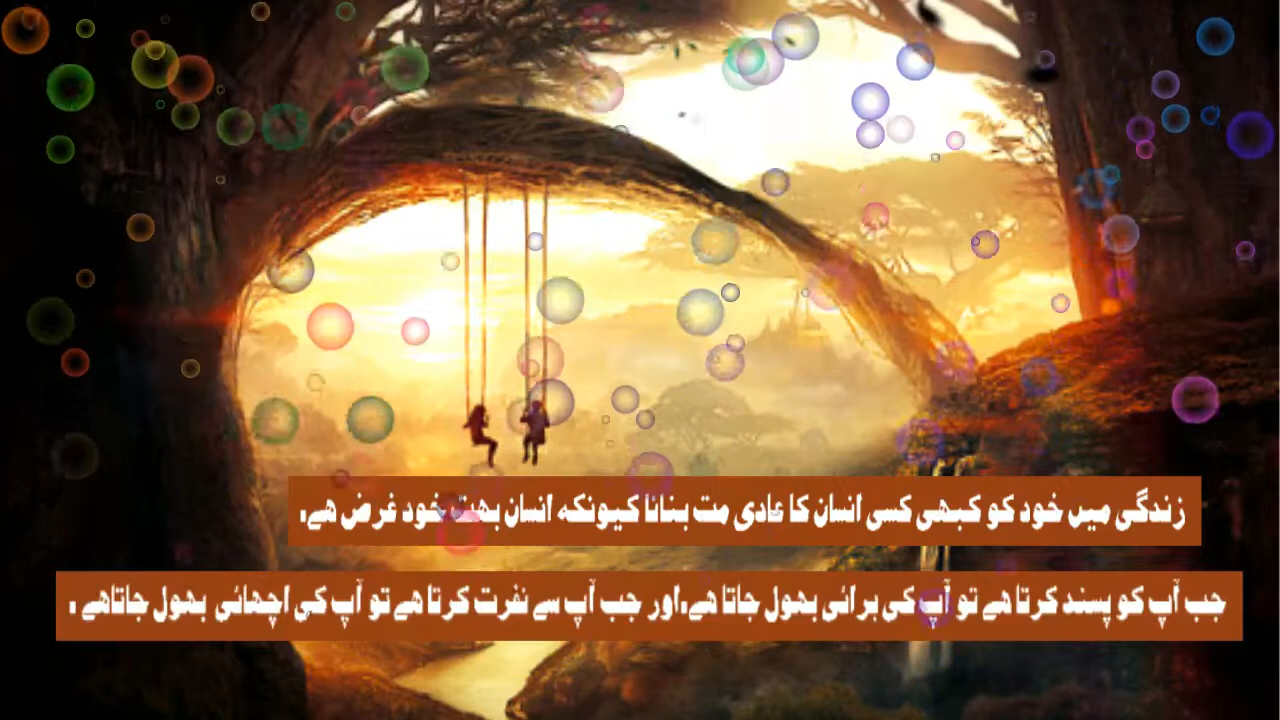 زندگی میں خود کو کبھی کسی انسان کا عادی مت بنانا کیونکہ انسان بہت خود غرض ہے۔
جب آپ کو پسند کرتا ہے تو آپ کی برائی بھول جاتا ہے۔اور جب آپ سے نفرت کرتا ہے تو آپ کی اچھائی بھول جاتاہے ۔